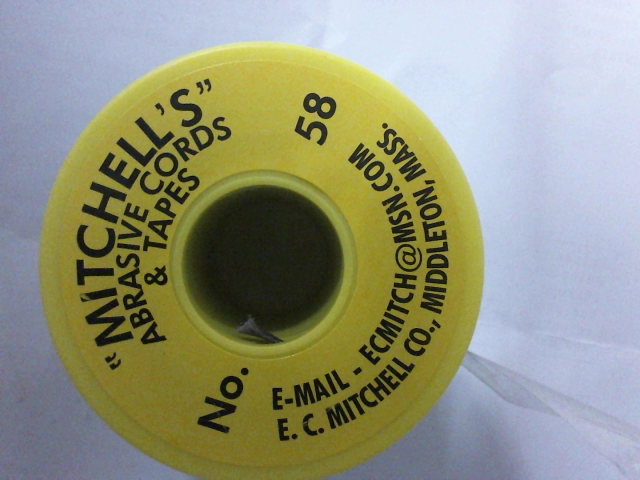 "MITCHELL'S"
ABRASIVE CORDS
& TAPES
No. 58
E-MAIL - ECMITCH@MSN.COM
E. C. MITCHELL CO., MIDDLETON, MASS.